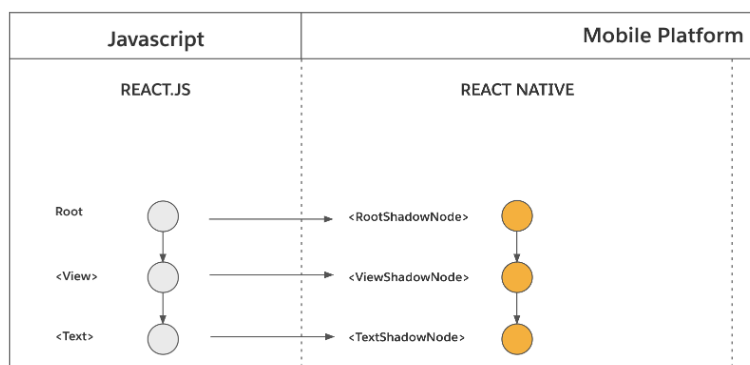 Javascript
Mobile Platform
REACT.JS
REACT NATIVE
Root
<RootShadowNode>
<View>
<ViewShadowNode>
<Text>
<TextShadowNode>